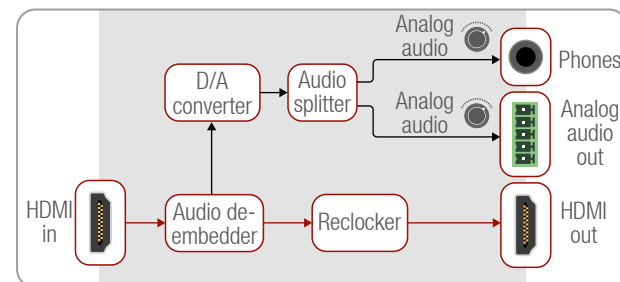 Analog
audio
Phones
D/A
converter
Audio
splitter
Analog
audio
Analog
audio
out
HDMI
in
Audio de-
embedder
Reclocker
HDMI
out